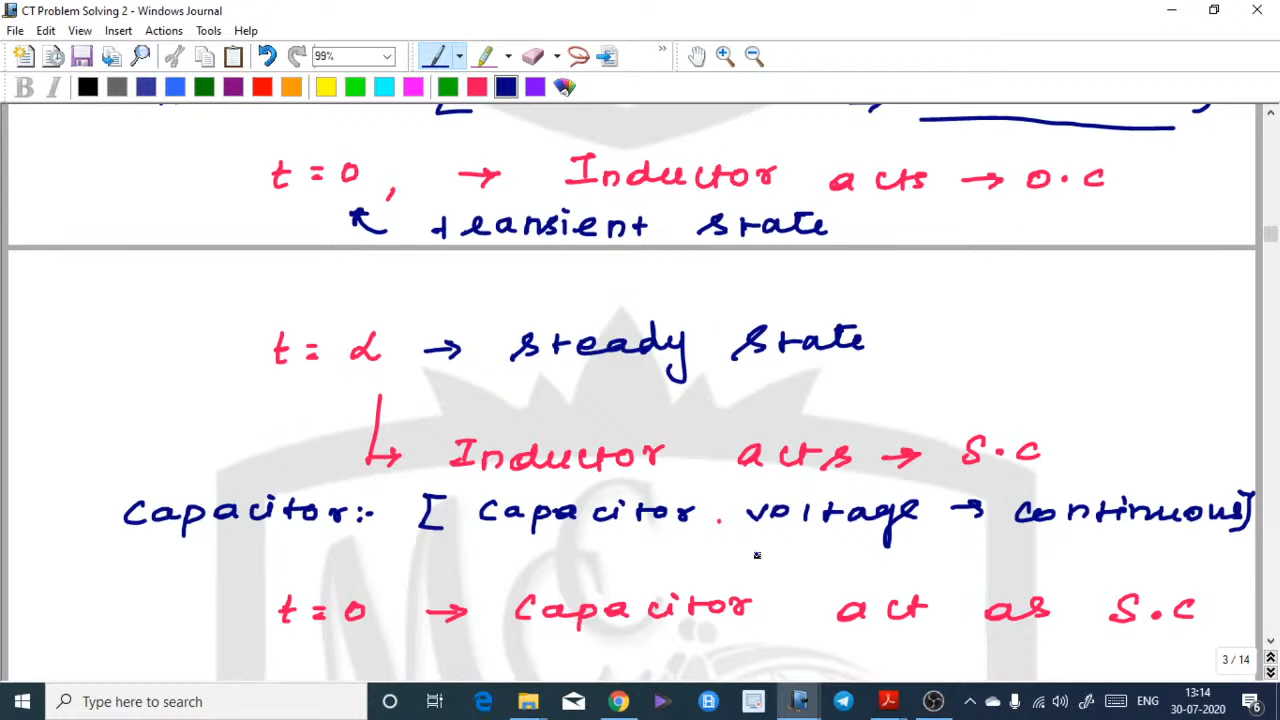 CT Problem Solving 2 - Windows Journal
File Edit View Insert Actions Tools Help
99%
B I
t = 0, → Inductor acts → O.C
transient state
t = α → steady state
Inductor acts → S.C
Capacitor:- [ Capacitor. voltage → continuous]
t = 0 → Capacitor act as S.C
3 / 14
Type here to search
ENG
13:14
30-07-2020
6